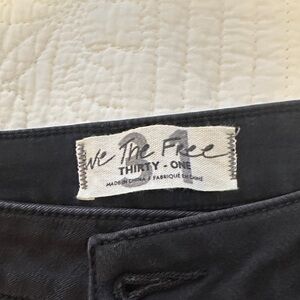 We The Free
31
THIRTY - ONE
MADE IN CHINA / FABRIQUÉ EN CHINE